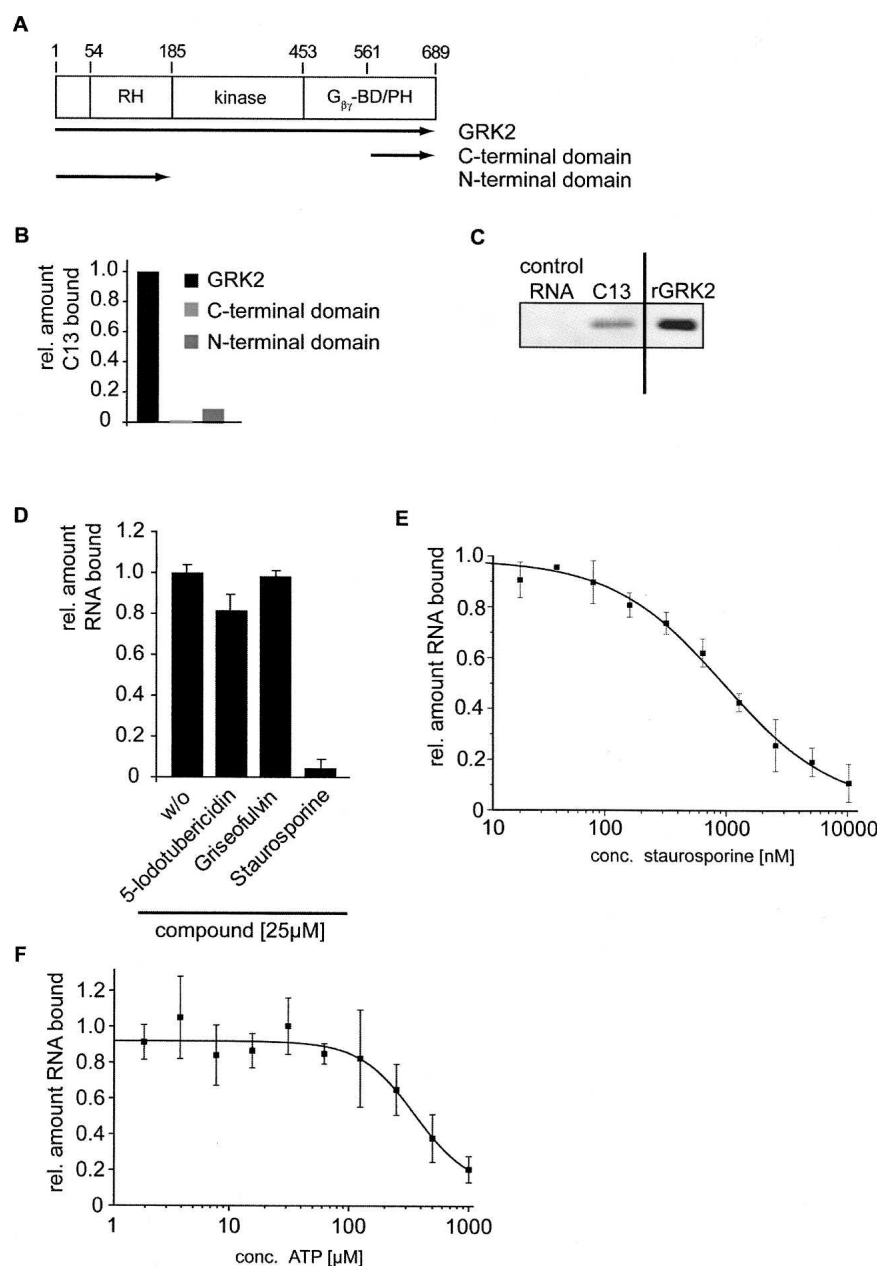 A
1 54 185 453 561 689
RH kinase Gβγ-BD/PH
GRK2
C-terminal domain
N-terminal domain
B
rel. amount
C13 bound
1.0
0.8
0.6
0.4
0.2
0
GRK2
C-terminal domain
N-terminal domain
C
control
RNA C13 rGRK2
D
rel. amount
RNA bound
1.2
1.0
0.8
0.6
0.4
0.2
0
w/o
5-Iodotubericidin
Griseofulvin
Staurosporine
compound [25µM]
E
rel. amount RNA bound
1.0
0.8
0.6
0.4
0.2
0
10 100 1000 10000
conc. staurosporine [nM]
F
rel. amount RNA bound
1.2
1.0
0.8
0.6
0.4
0.2
0
1 10 100 1000
conc. ATP [µM]